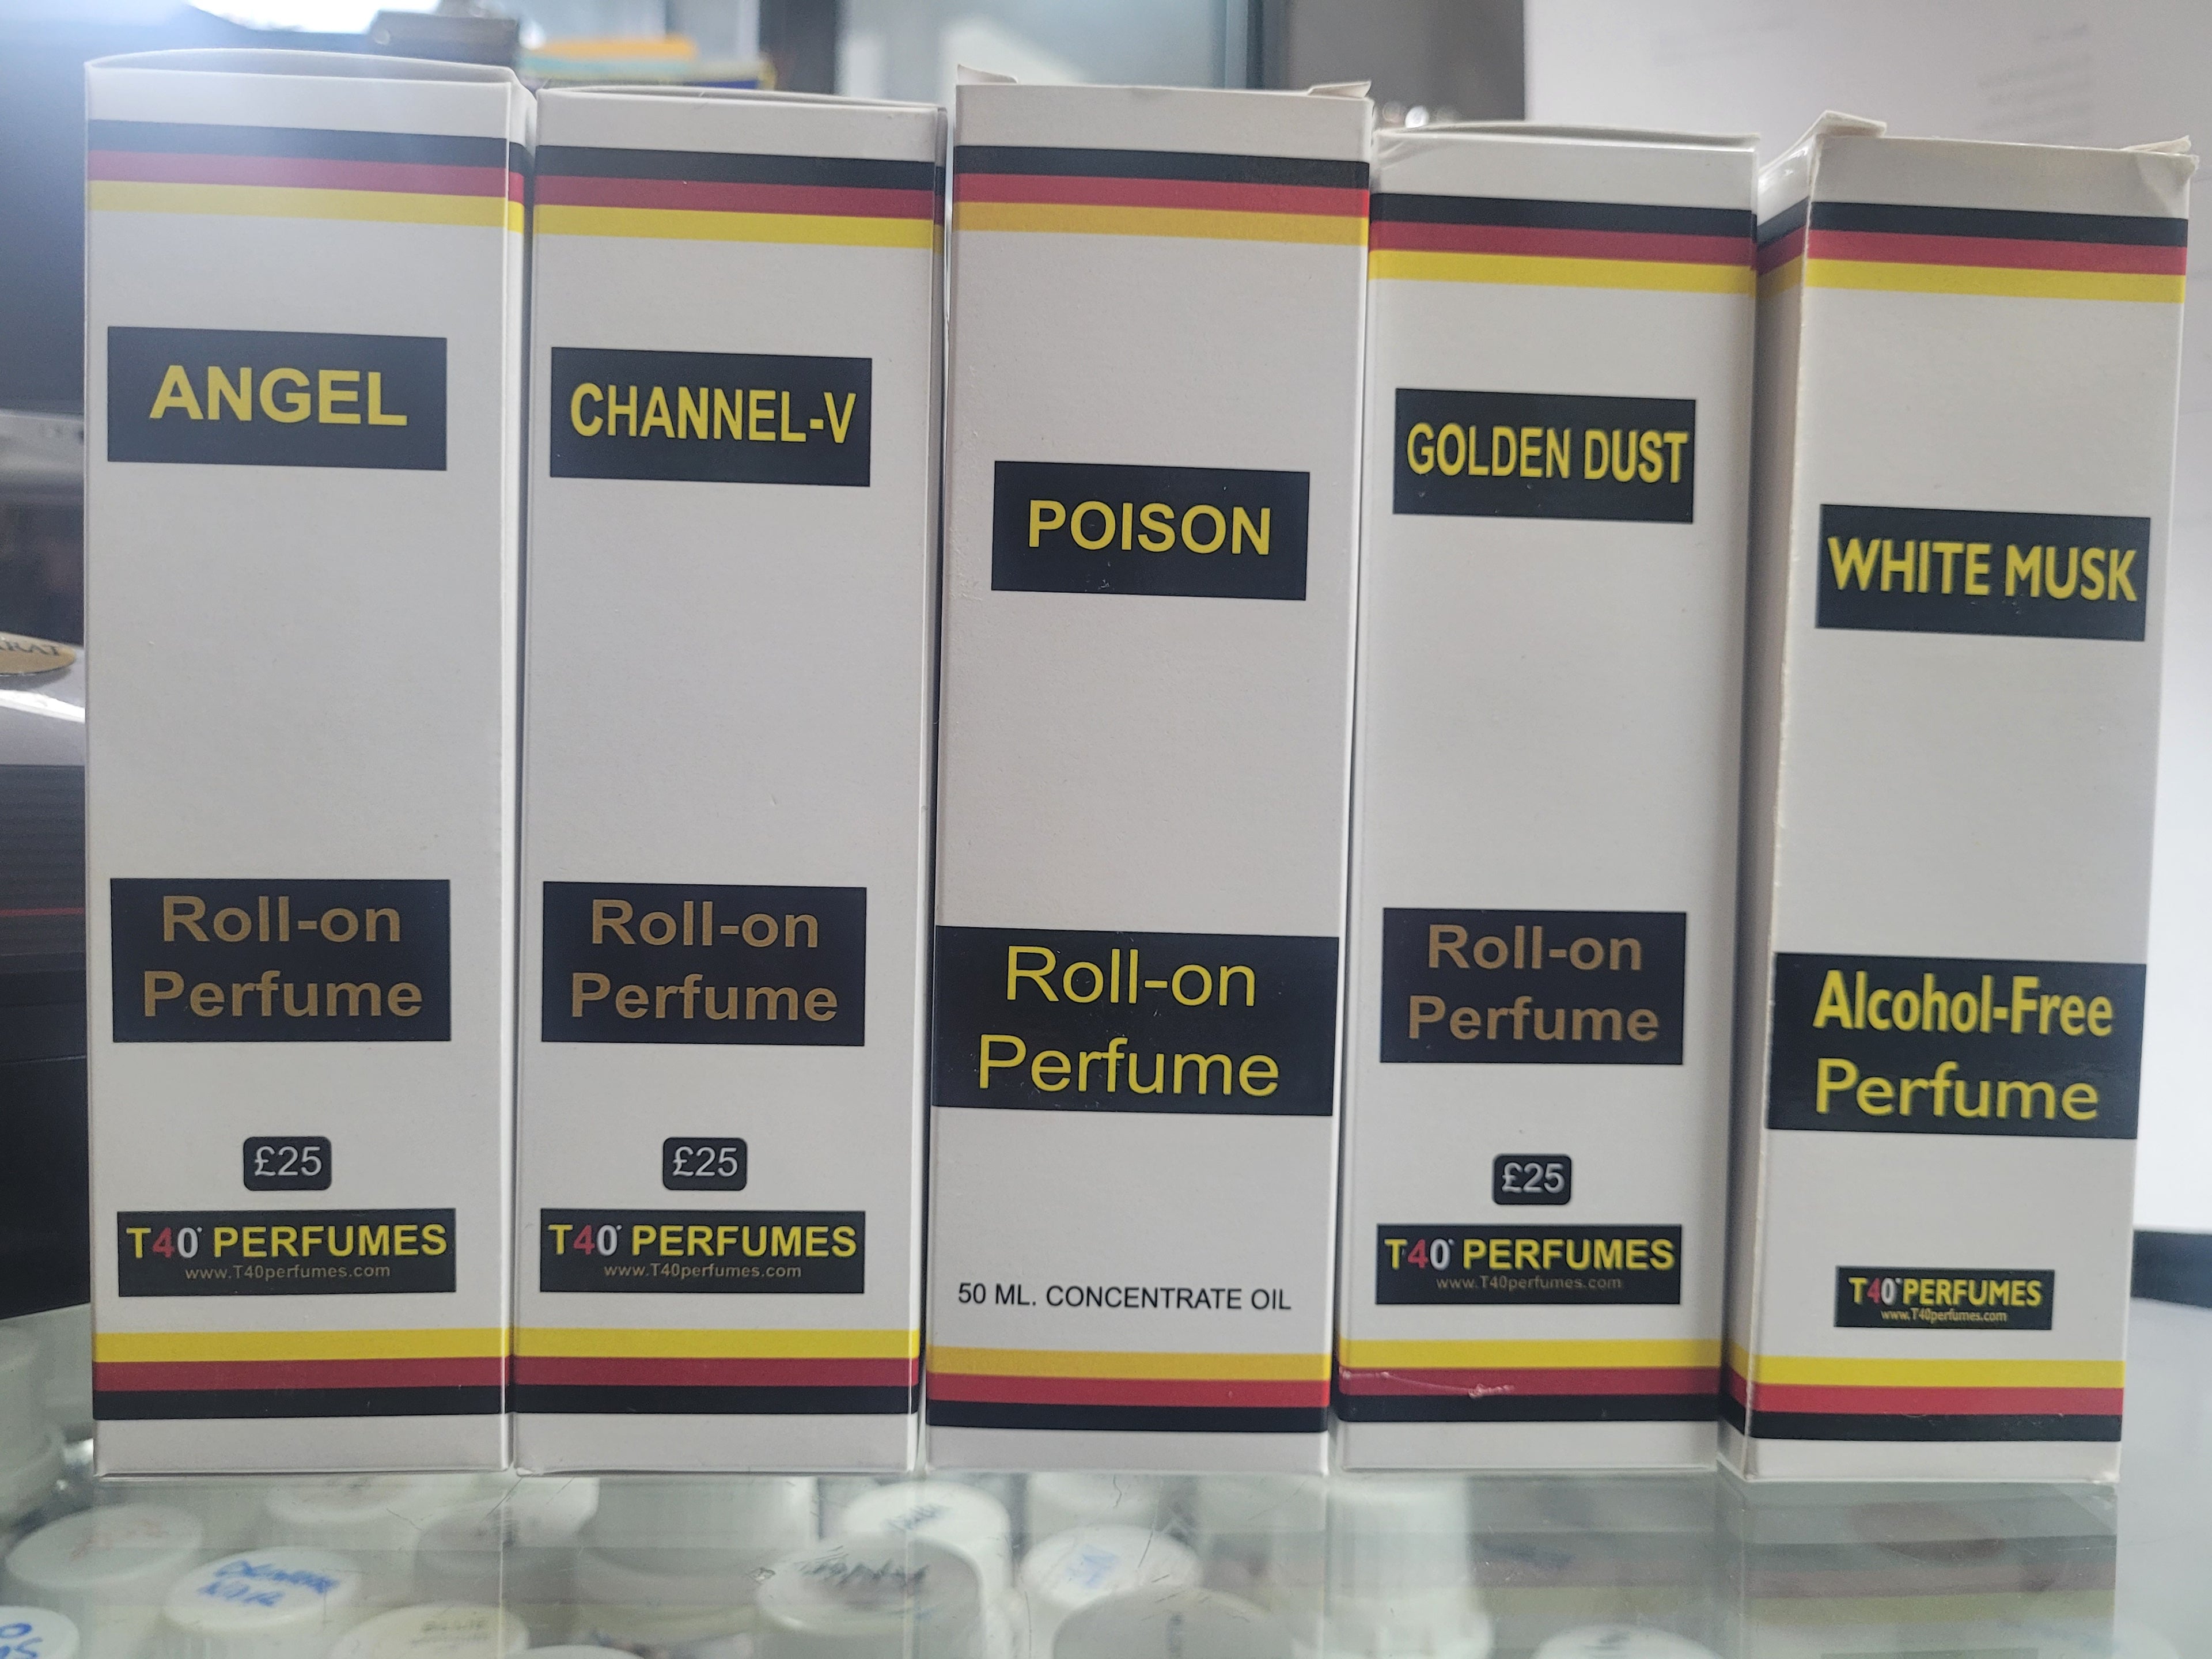 ANGEL
Roll-on
Perfume
£25
T40° PERFUMES
www.T40perfumes.com
CHANNEL-V
Roll-on
Perfume
£25
T40° PERFUMES
www.T40perfumes.com
POISON
Roll-on
Perfume
50 ML. CONCENTRATE OIL
GOLDEN DUST
Roll-on
Perfume
£25
T40° PERFUMES
www.T40perfumes.com
WHITE MUSK
Alcohol-Free
Perfume
T40° PERFUMES
www.T40perfumes.com